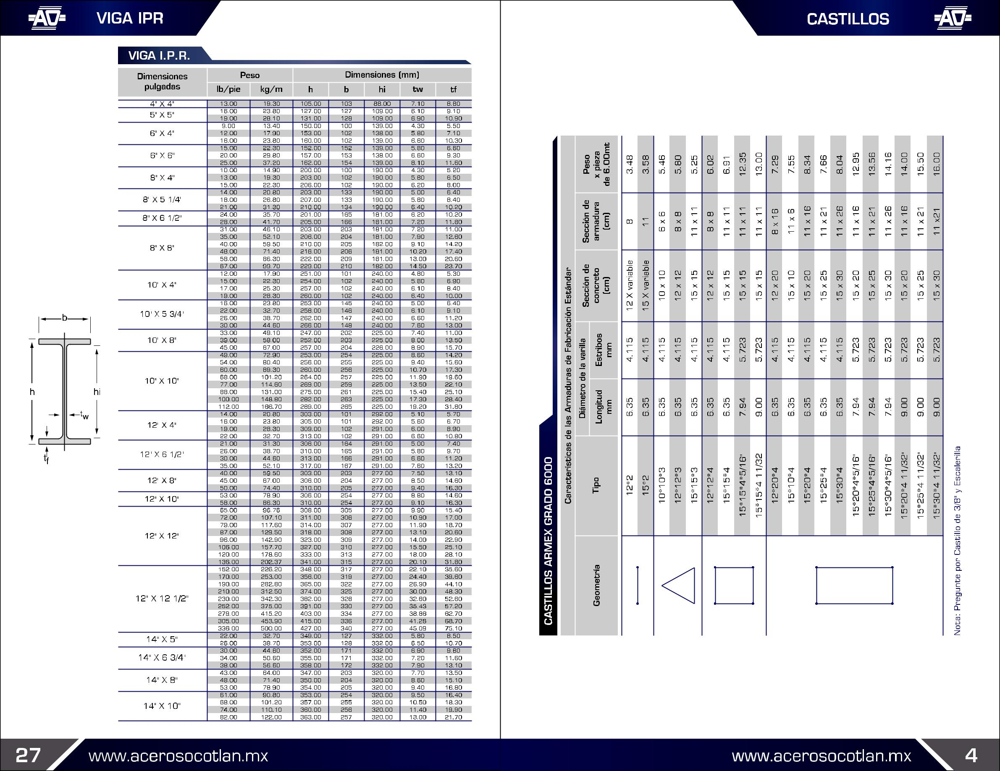 AO VIGA IPR
VIGA I.P.R.
Dimensiones pulgadas Peso Dimensiones (mm)
lb/pie kg/m h b hi tw tf
4" X 4" 13.00 19.30 105.00 103 88.00 7.10 8.80
5" X 5" 16.00 23.80 127.00 127 109.00 6.10 9.10
19.00 28.10 131.00 128 109.00 6.90 10.90
6" X 4" 9.00 13.40 150.00 100 139.00 4.30 5.50
12.00 17.90 153.00 102 138.00 5.80 7.10
16.00 23.80 160.00 102 139.00 6.60 10.30
6" X 6" 15.00 22.30 152.00 152 139.00 5.80 6.60
20.00 29.80 157.00 153 138.00 6.60 9.30
25.00 37.20 162.00 154 139.00 8.10 11.60
8" X 4" 10.00 14.90 200.00 100 190.00 4.30 5.20
13.00 19.30 203.00 102 190.00 5.80 6.50
15.00 22.30 206.00 102 190.00 6.20 8.00
8' X 5 1/4' 14.00 20.80 203.00 133 190.00 5.00 6.40
18.00 26.80 207.00 133 190.00 5.80 8.40
21.00 31.30 210.00 134 190.00 6.40 10.20
8" X 6 1/2" 24.00 35.70 201.00 165 181.00 6.20 10.20
28.00 41.70 205.00 166 181.00 7.20 11.80
8" X 8" 31.00 46.10 203.00 203 181.00 7.20 11.00
35.00 52.10 206.00 204 181.00 7.90 12.60
40.00 59.50 210.00 205 182.00 9.10 14.20
48.00 71.40 216.00 206 181.00 10.20 17.40
58.00 86.30 222.00 209 181.00 13.00 20.60
67.00 99.70 229.00 210 182.00 14.50 23.70
10' X 4" 12.00 17.90 251.00 101 240.00 4.80 5.30
15.00 22.30 254.00 102 240.00 5.80 6.90
17.00 25.30 257.00 102 240.00 6.10 8.40
19.00 28.30 260.00 102 240.00 6.40 10.00
10' X 5 3/4' 16.00 23.80 253.00 145 240.00 5.00 6.40
22.00 32.70 258.00 146 240.00 6.10 9.10
26.00 38.70 262.00 147 240.00 6.60 11.20
30.00 44.60 266.00 148 240.00 7.60 13.00
10' X 8" 33.00 49.10 247.00 202 225.00 7.40 11.00
39.00 58.00 252.00 203 225.00 8.00 13.50
45.00 67.00 257.00 204 226.00 8.90 15.70
10" X 10" 49.00 72.90 253.00 254 225.00 8.60 14.20
54.00 80.40 256.00 255 225.00 9.40 15.60
60.00 89.30 260.00 256 225.00 10.70 17.30
68.00 101.20 264.00 257 225.00 11.90 19.60
77.00 114.60 269.00 259 225.00 13.50 22.10
88.00 131.00 275.00 261 225.00 15.40 25.10
100.00 148.80 282.00 263 225.00 17.30 28.40
112.00 166.70 289.00 265 225.00 19.20 31.80
12' X 4" 14.00 20.80 303.00 101 292.00 5.10 5.70
16.00 23.80 305.00 101 292.00 5.60 6.70
19.00 28.30 309.00 102 291.00 6.00 8.90
22.00 32.70 313.00 102 291.00 6.60 10.80
12' X 6 1/2' 21.00 31.30 306.00 164 291.00 5.00 7.40
26.00 38.70 310.00 165 291.00 5.80 9.70
30.00 44.60 313.00 166 291.00 6.60 11.20
35.00 52.10 317.00 167 291.00 7.60 13.20
12' X 8" 40.00 59.50 303.00 203 277.00 7.50 13.10
45.00 67.00 306.00 204 277.00 8.50 14.60
50.00 74.40 310.00 205 277.00 9.40 16.30
12" X 10" 53.00 78.90 306.00 254 277.00 8.80 14.60
58.00 86.30 310.00 254 277.00 9.10 16.30
12" X 12" 65.00 96.76 308.00 305 277.00 9.90 15.40
72.00 107.10 311.00 306 277.00 10.90 17.00
79.00 117.60 314.00 307 277.00 11.90 18.70
87.00 129.50 318.00 308 277.00 13.10 20.60
96.00 142.90 323.00 309 277.00 14.00 22.90
106.00 157.70 327.00 310 277.00 15.50 25.10
120.00 178.60 333.00 313 277.00 18.00 28.10
136.00 202.37 341.00 315 277.00 20.10 31.80
12" X 12 1/2" 152.00 226.20 348.00 317 277.00 22.10 35.60
170.00 253.00 356.00 319 277.00 24.40 39.60
190.00 282.80 365.00 322 277.00 26.90 44.10
210.00 312.50 374.00 325 277.00 30.00 48.30
230.00 342.30 382.00 328 277.00 32.60 52.60
252.00 375.00 391.00 330 277.00 35.43 57.20
279.00 415.20 403.00 334 277.00 38.86 62.70
305.00 453.90 415.00 336 277.00 41.28 68.70
336.00 500.00 427.00 340 277.00 45.09 75.10
14" X 5" 22.00 32.70 349.00 127 332.00 5.80 8.50
26.00 38.70 353.00 128 332.00 6.50 10.70
14" X 6 3/4' 30.00 44.60 352.00 171 332.00 6.90 9.80
34.00 50.60 355.00 171 332.00 7.20 11.60
38.00 56.60 358.00 172 332.00 7.90 13.10
14" X 8" 43.00 64.00 347.00 203 320.00 7.70 13.50
48.00 71.40 350.00 204 320.00 8.60 15.10
53.00 78.90 354.00 205 320.00 9.40 16.80
14" X 10" 61.00 90.80 353.00 254 320.00 9.50 16.40
68.00 101.20 357.00 255 320.00 10.50 18.30
74.00 110.10 360.00 256 320.00 11.40 19.90
82.00 122.00 363.00 257 320.00 13.00 21.70
b
h
hi
tw
tf
27 www.acerosocotlan.mx
CASTILLOS AO
CASTILLOS ARMEX GRADO 6000
Características de las Armaduras de Fabricación Estándar
Geometría Tipo Diámetro de la varilla Sección de concreto (cm) Sección de armadura (cm) Peso x pieza de 6.00mt
Longitud mm Estribos mm
12*2 6.35 4.115 12 X variable 8 3.48
15*2 6.35 4.115 15 X variable 11 3.58
10*10*3 6.35 4.115 10 x 10 6 x 6 5.46
12*12*3 6.35 4.115 12 x 12 8 x 8 5.80
15*15*3 6.35 4.115 15 x 15 11 x 11 5.25
12*12*4 6.35 4.115 12 x 12 8 x 8 6.02
15*15*4 6.35 4.115 15 x 15 11 x 11 6.91
15*15*4*5/16" 7.94 5.723 15 x 15 11 x 11 12.35
15*15*4 11/32 9.00 5.723 15 x 15 11 x 11 13.00
12*20*4 6.35 4.115 12 x 20 8 x 16 7.29
15*10*4 6.35 4.115 15 x 10 11 x 6 7.55
15*20*4 6.35 4.115 15 x 20 11 x 16 8.34
15*25*4 6.35 4.115 15 x 25 11 x 21 7.66
15*30*4 6.35 4.115 15 x 30 11 x 26 8.04
15*20*4*5/16" 7.94 5.723 15 x 20 11 x 16 12.95
15*25*4*5/16" 7.94 5.723 15 x 25 11 x 21 13.56
15*30*4*5/16" 7.94 5.723 15 x 30 11 x 26 14.16
15*20*4 11/32" 9.00 5.723 15 x 20 11 x 16 14.00
15*25*4 11/32" 9.00 5.723 15 x 25 11 x 21 15.50
15*30*4 11/32" 9.00 5.723 15 x 30 11 x21 16.00
Nota: Pregunte por Castillo de 3/8" y Escalerilla
www.acerosocotlan.mx 4